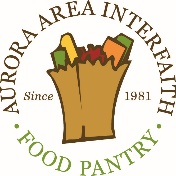 AURORA AREA INTERFAITH
Since 1981
• FOOD PANTRY •